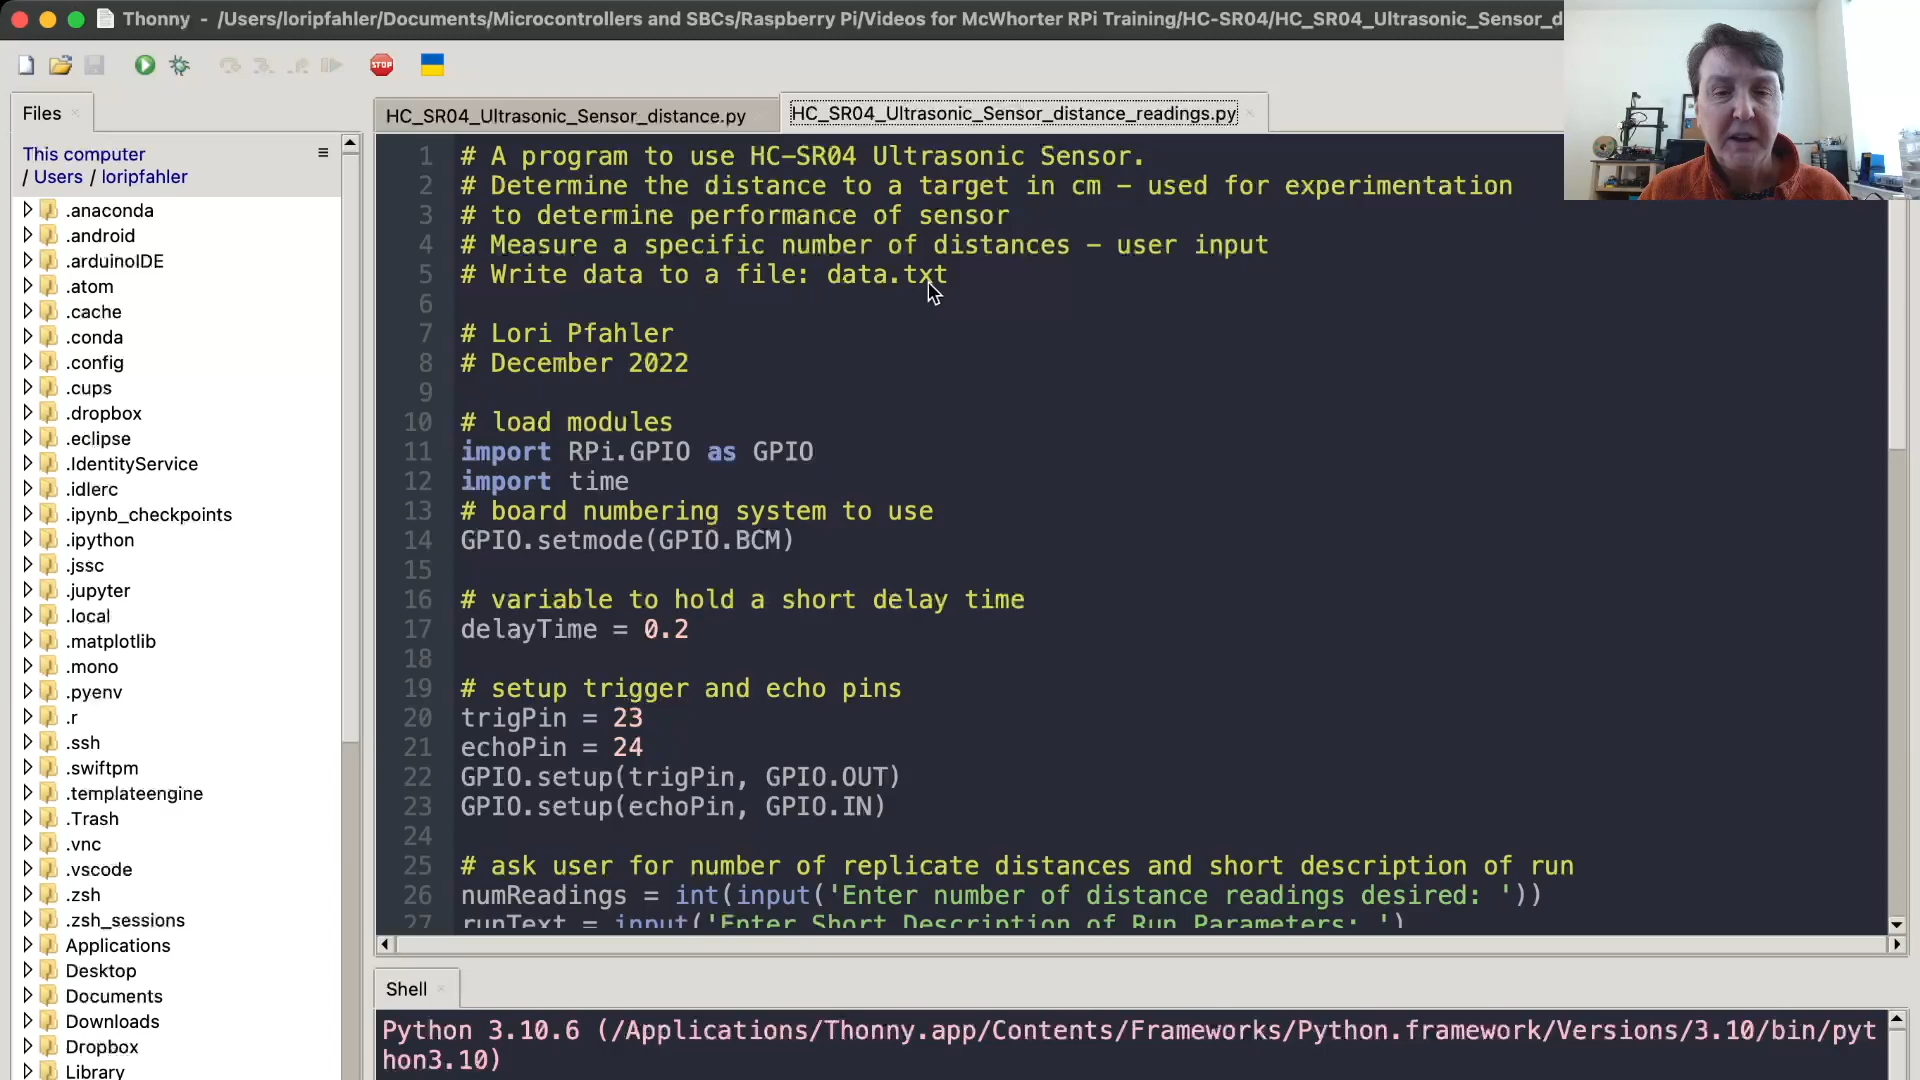 Thonny - /Users/loripfahler/Documents/Microcontrollers and SBCs/Raspberry Pi/Videos for McWhorter RPi Training/HC-SR04/HC_SR04_Ultrasonic_Sensor_d
STOP
Files
HC_SR04_Ultrasonic_Sensor_distance.py
HC_SR04_Ultrasonic_Sensor_distance_readings.py
This computer
/ Users / loripfahler
.anaconda
.android
.arduinoIDE
.atom
.cache
.conda
.config
.cups
.dropbox
.eclipse
.IdentityService
.idlerc
.ipynb_checkpoints
.ipython
.jssc
.jupyter
.local
.matplotlib
.mono
.pyenv
.r
.ssh
.swiftpm
.templateengine
.Trash
.vnc
.vscode
.zsh
.zsh_sessions
Applications
Desktop
Documents
Downloads
Dropbox
Library
1 # A program to use HC-SR04 Ultrasonic Sensor.
2 # Determine the distance to a target in cm - used for experimentation
3 # to determine performance of sensor
4 # Measure a specific number of distances - user input
5 # Write data to a file: data.txt
6
7 # Lori Pfahler
8 # December 2022
9
10 # load modules
11 import RPi.GPIO as GPIO
12 import time
13 # board numbering system to use
14 GPIO.setmode(GPIO.BCM)
15
16 # variable to hold a short delay time
17 delayTime = 0.2
18
19 # setup trigger and echo pins
20 trigPin = 23
21 echoPin = 24
22 GPIO.setup(trigPin, GPIO.OUT)
23 GPIO.setup(echoPin, GPIO.IN)
24
25 # ask user for number of replicate distances and short description of run
26 numReadings = int(input('Enter number of distance readings desired: '))
27 runText = input('Enter Short Description of Run Parameters: ')
Shell
Python 3.10.6 (/Applications/Thonny.app/Contents/Frameworks/Python.framework/Versions/3.10/bin/pyt
hon3.10)